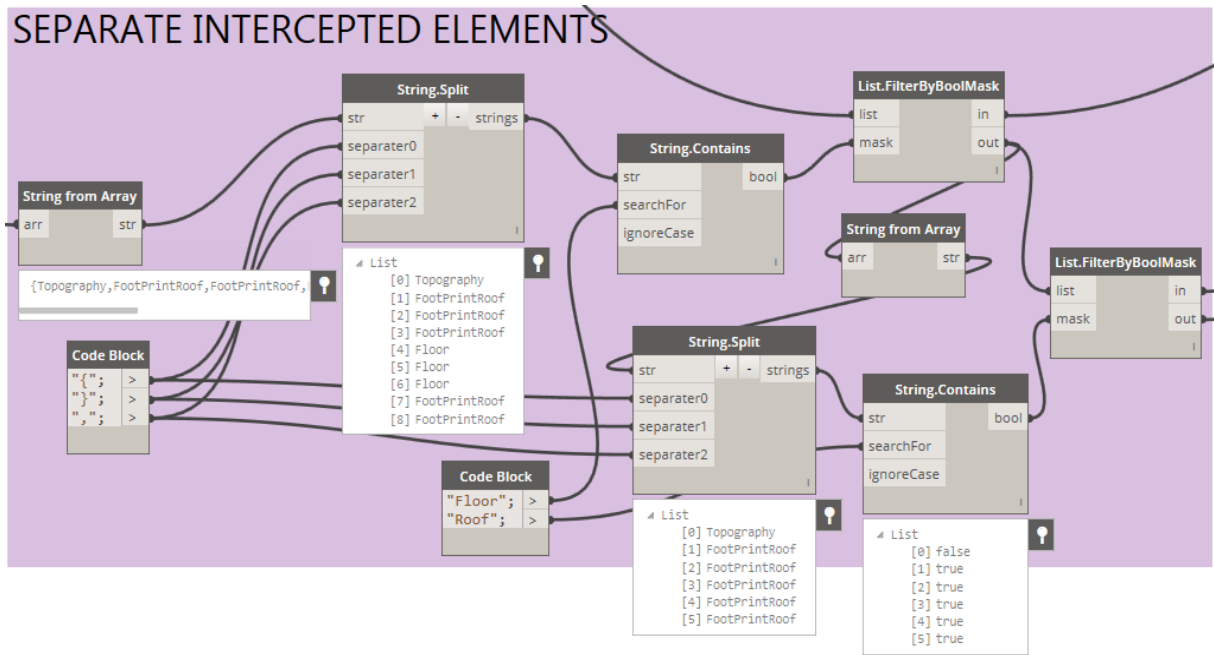 SEPARATE INTERCEPTED ELEMENTS
String from Array
arr str
{Topography,FootPrintRoof,FootPrintRoof,
Code Block
"{"; >
"}"; >
","; >
String.Split
str + - strings
separater0
separater1
separater2
List
[0] Topography
[1] FootPrintRoof
[2] FootPrintRoof
[3] FootPrintRoof
[4] Floor
[5] Floor
[6] Floor
[7] FootPrintRoof
[8] FootPrintRoof
Code Block
"Floor"; >
"Roof"; >
String.Contains
str bool
searchFor
ignoreCase
List.FilterByBoolMask
list in
mask out
String from Array
arr str
String.Split
str + - strings
separater0
separater1
separater2
List
[0] Topography
[1] FootPrintRoof
[2] FootPrintRoof
[3] FootPrintRoof
[4] FootPrintRoof
[5] FootPrintRoof
String.Contains
str bool
searchFor
ignoreCase
List
[0] false
[1] true
[2] true
[3] true
[4] true
[5] true
List.FilterByBoolMask
list in
mask out